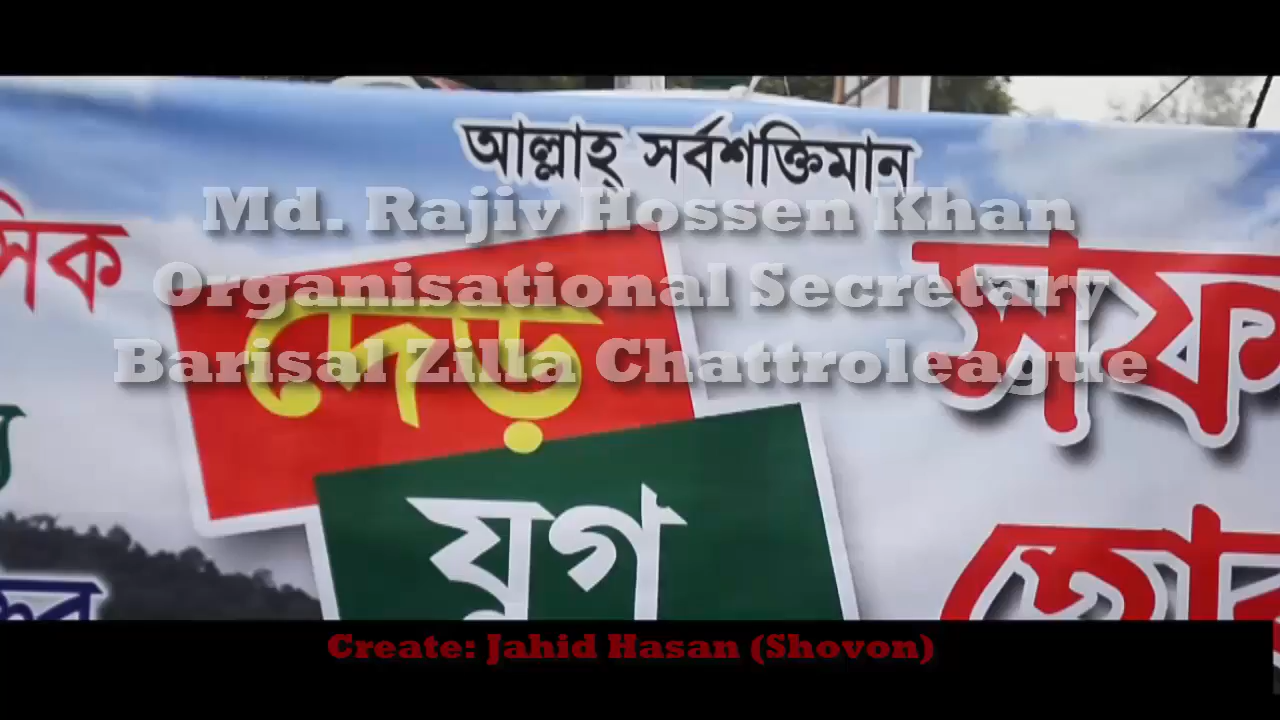 আল্লাহ্ সর্বশক্তিমান
Md. Rajiv Hossen Khan
Organisational Secretary
Barisal Zilla Chattroleague
দেড়
যুগ
Create: Jahid Hasan (Shovon)